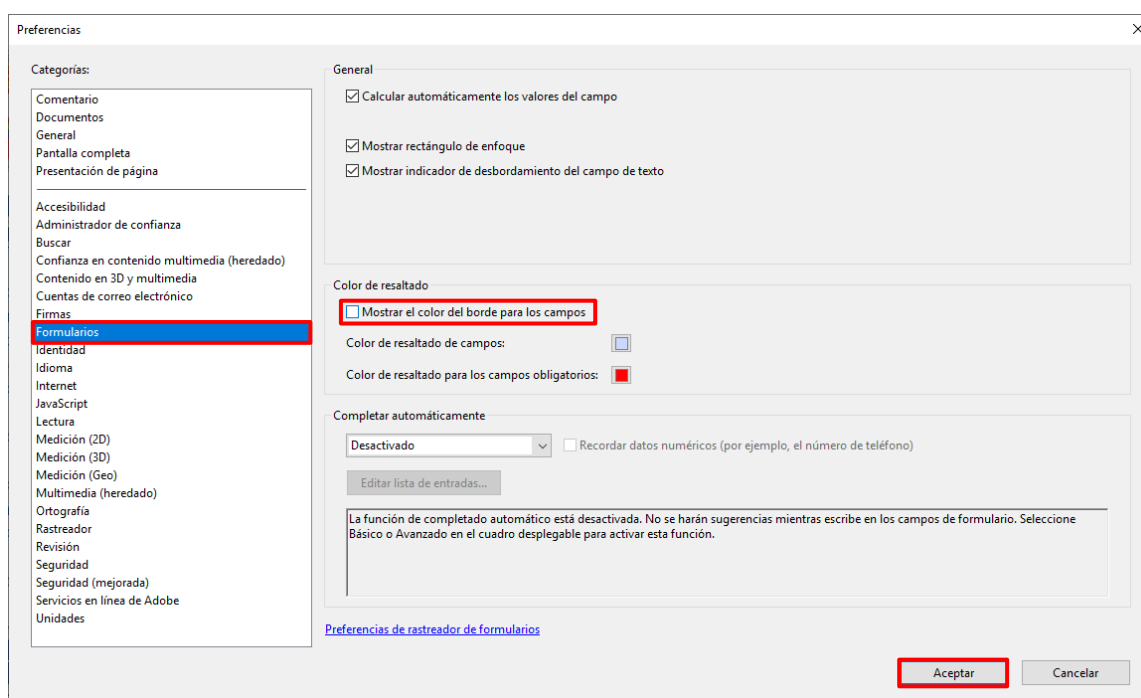 Preferencias
Categorías:
Comentario
Documentos
General
Pantalla completa
Presentación de página
Accesibilidad
Administrador de confianza
Buscar
Confianza en contenido multimedia (heredado)
Contenido en 3D y multimedia
Cuentas de correo electrónico
Firmas
Formularios
Identidad
Idioma
Internet
JavaScript
Lectura
Medición (2D)
Medición (3D)
Medición (Geo)
Multimedia (heredado)
Ortografía
Rastreador
Revisión
Seguridad
Seguridad (mejorada)
Servicios en línea de Adobe
Unidades
General
Calcular automáticamente los valores del campo
Mostrar rectángulo de enfoque
Mostrar indicador de desbordamiento del campo de texto
Color de resaltado
Mostrar el color del borde para los campos
Color de resaltado de campos:
Color de resaltado para los campos obligatorios:
Completar automáticamente
Desactivado
Recordar datos numéricos (por ejemplo, el número de teléfono)
Editar lista de entradas...
La función de completado automático está desactivada. No se harán sugerencias mientras escribe en los campos de formulario. Seleccione
Básico o Avanzado en el cuadro desplegable para activar esta función.
Preferencias de rastreador de formularios
Aceptar
Cancelar